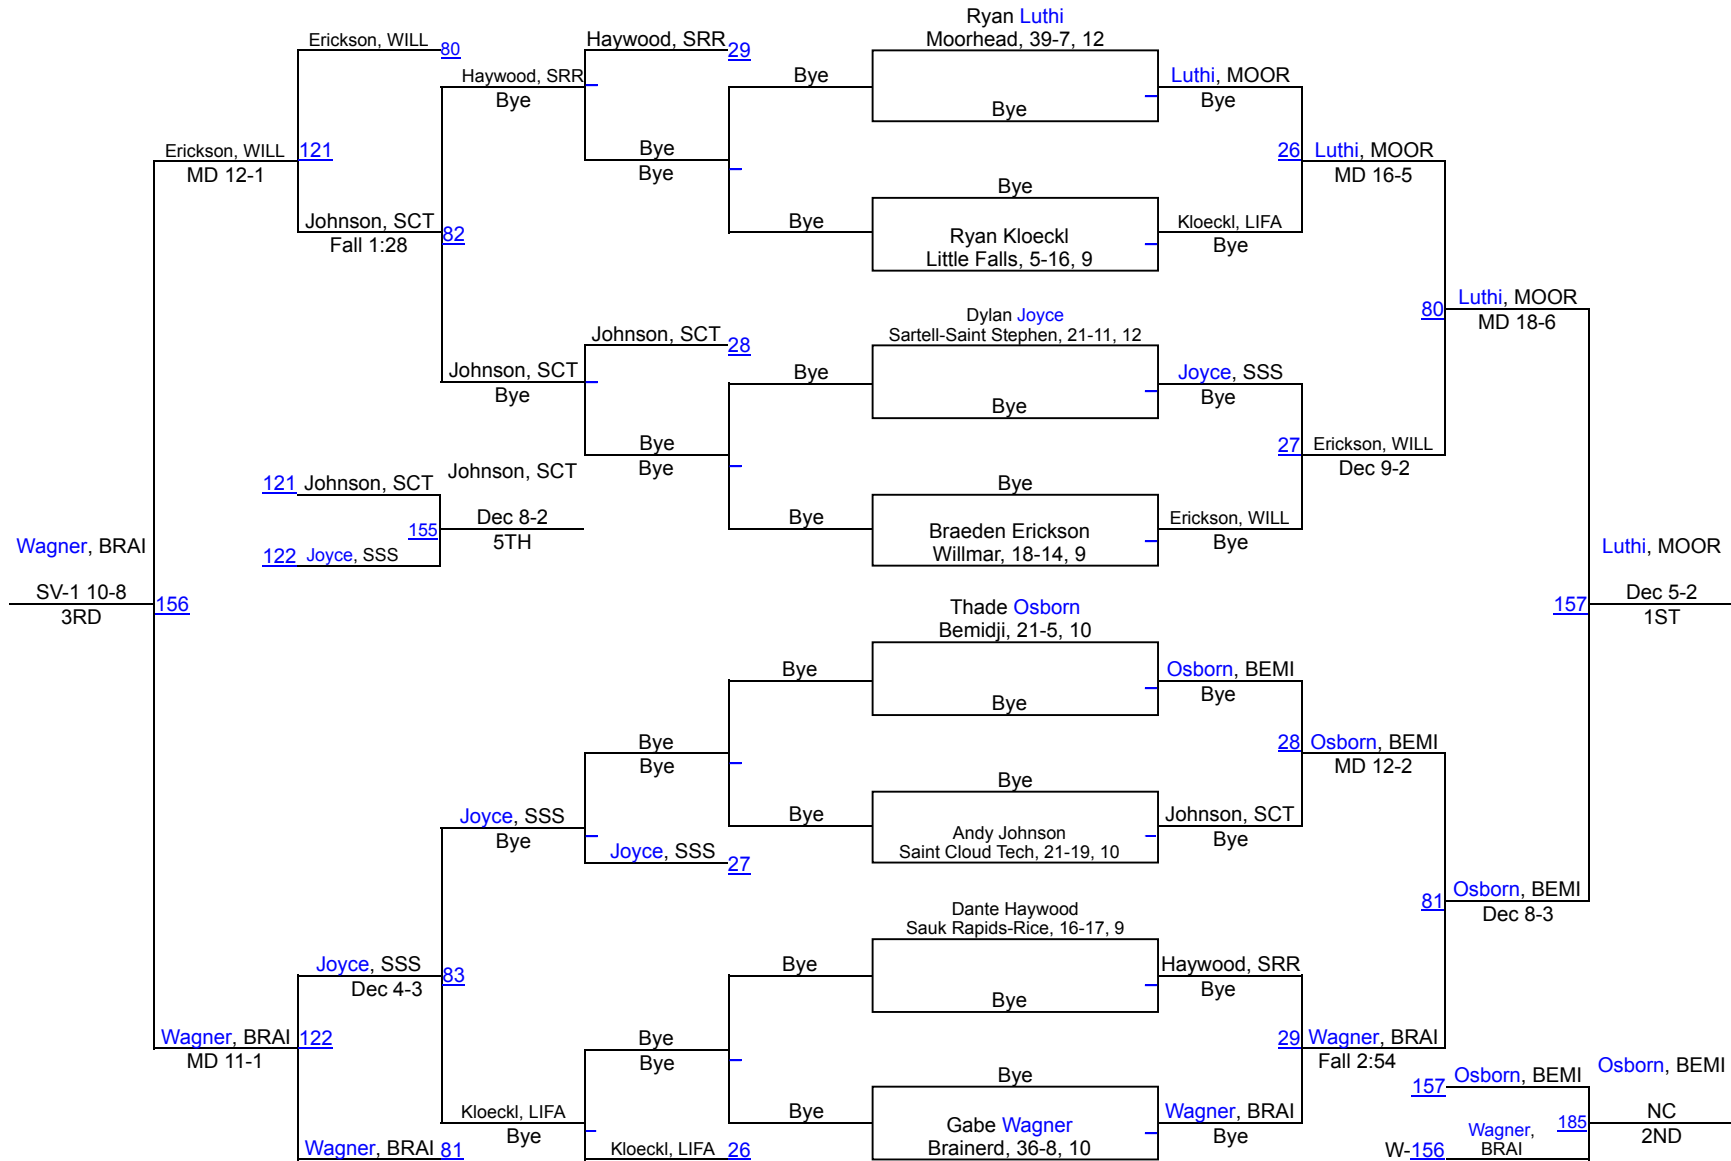 Ryan Luthi
Moorhead, 39-7, 12
Erickson, WILL 80
Haywood, SRR 29
Haywood, SRR
Bye
Bye
Luthi, MOOR
Bye
Bye
Erickson, WILL 121
MD 12-1
Bye
Bye
26 Luthi, MOOR
MD 16-5
Bye
Johnson, SCT
Fall 1:28
82
Bye
Ryan Kloeckl
Little Falls, 5-16, 9
Kloeckl, LIFA
Bye
Dylan Joyce
Sartell-Saint Stephen, 21-11, 12
80 Luthi, MOOR
MD 18-6
Johnson, SCT 28
Johnson, SCT
Bye
Bye
Joyce, SSS
Bye
Bye
Bye
Bye
27 Erickson, WILL
Dec 9-2
121 Johnson, SCT
Johnson, SCT
Bye
155
Dec 8-2
5TH
Bye
Braeden Erickson
Willmar, 18-14, 9
Erickson, WILL
Bye
122 Joyce, SSS
Wagner, BRAI
SV-1 10-8
3RD
156
Luthi, MOOR
157
Dec 5-2
1ST
Thade Osborn
Bemidji, 21-5, 10
Bye
Osborn, BEMI
Bye
Bye
Bye
Bye
28 Osborn, BEMI
MD 12-2
Bye
Joyce, SSS
Bye
Bye
Andy Johnson
Saint Cloud Tech, 21-19, 10
Johnson, SCT
Bye
Joyce, SSS 27
Dante Haywood
Sauk Rapids-Rice, 16-17, 9
81 Osborn, BEMI
Dec 8-3
Joyce, SSS
Dec 4-3
83
Bye
Haywood, SRR
Bye
Bye
Wagner, BRAI 122
MD 11-1
Bye
Bye
29 Wagner, BRAI
Fall 2:54
Bye
157 Osborn, BEMI
Osborn, BEMI
Kloeckl, LIFA
Bye
Bye
Gabe Wagner
Brainerd, 36-8, 10
Wagner, BRAI
Bye
185
NC
2ND
Wagner, BRAI 81
Kloeckl, LIFA 26
W-156
Wagner,
BRAI